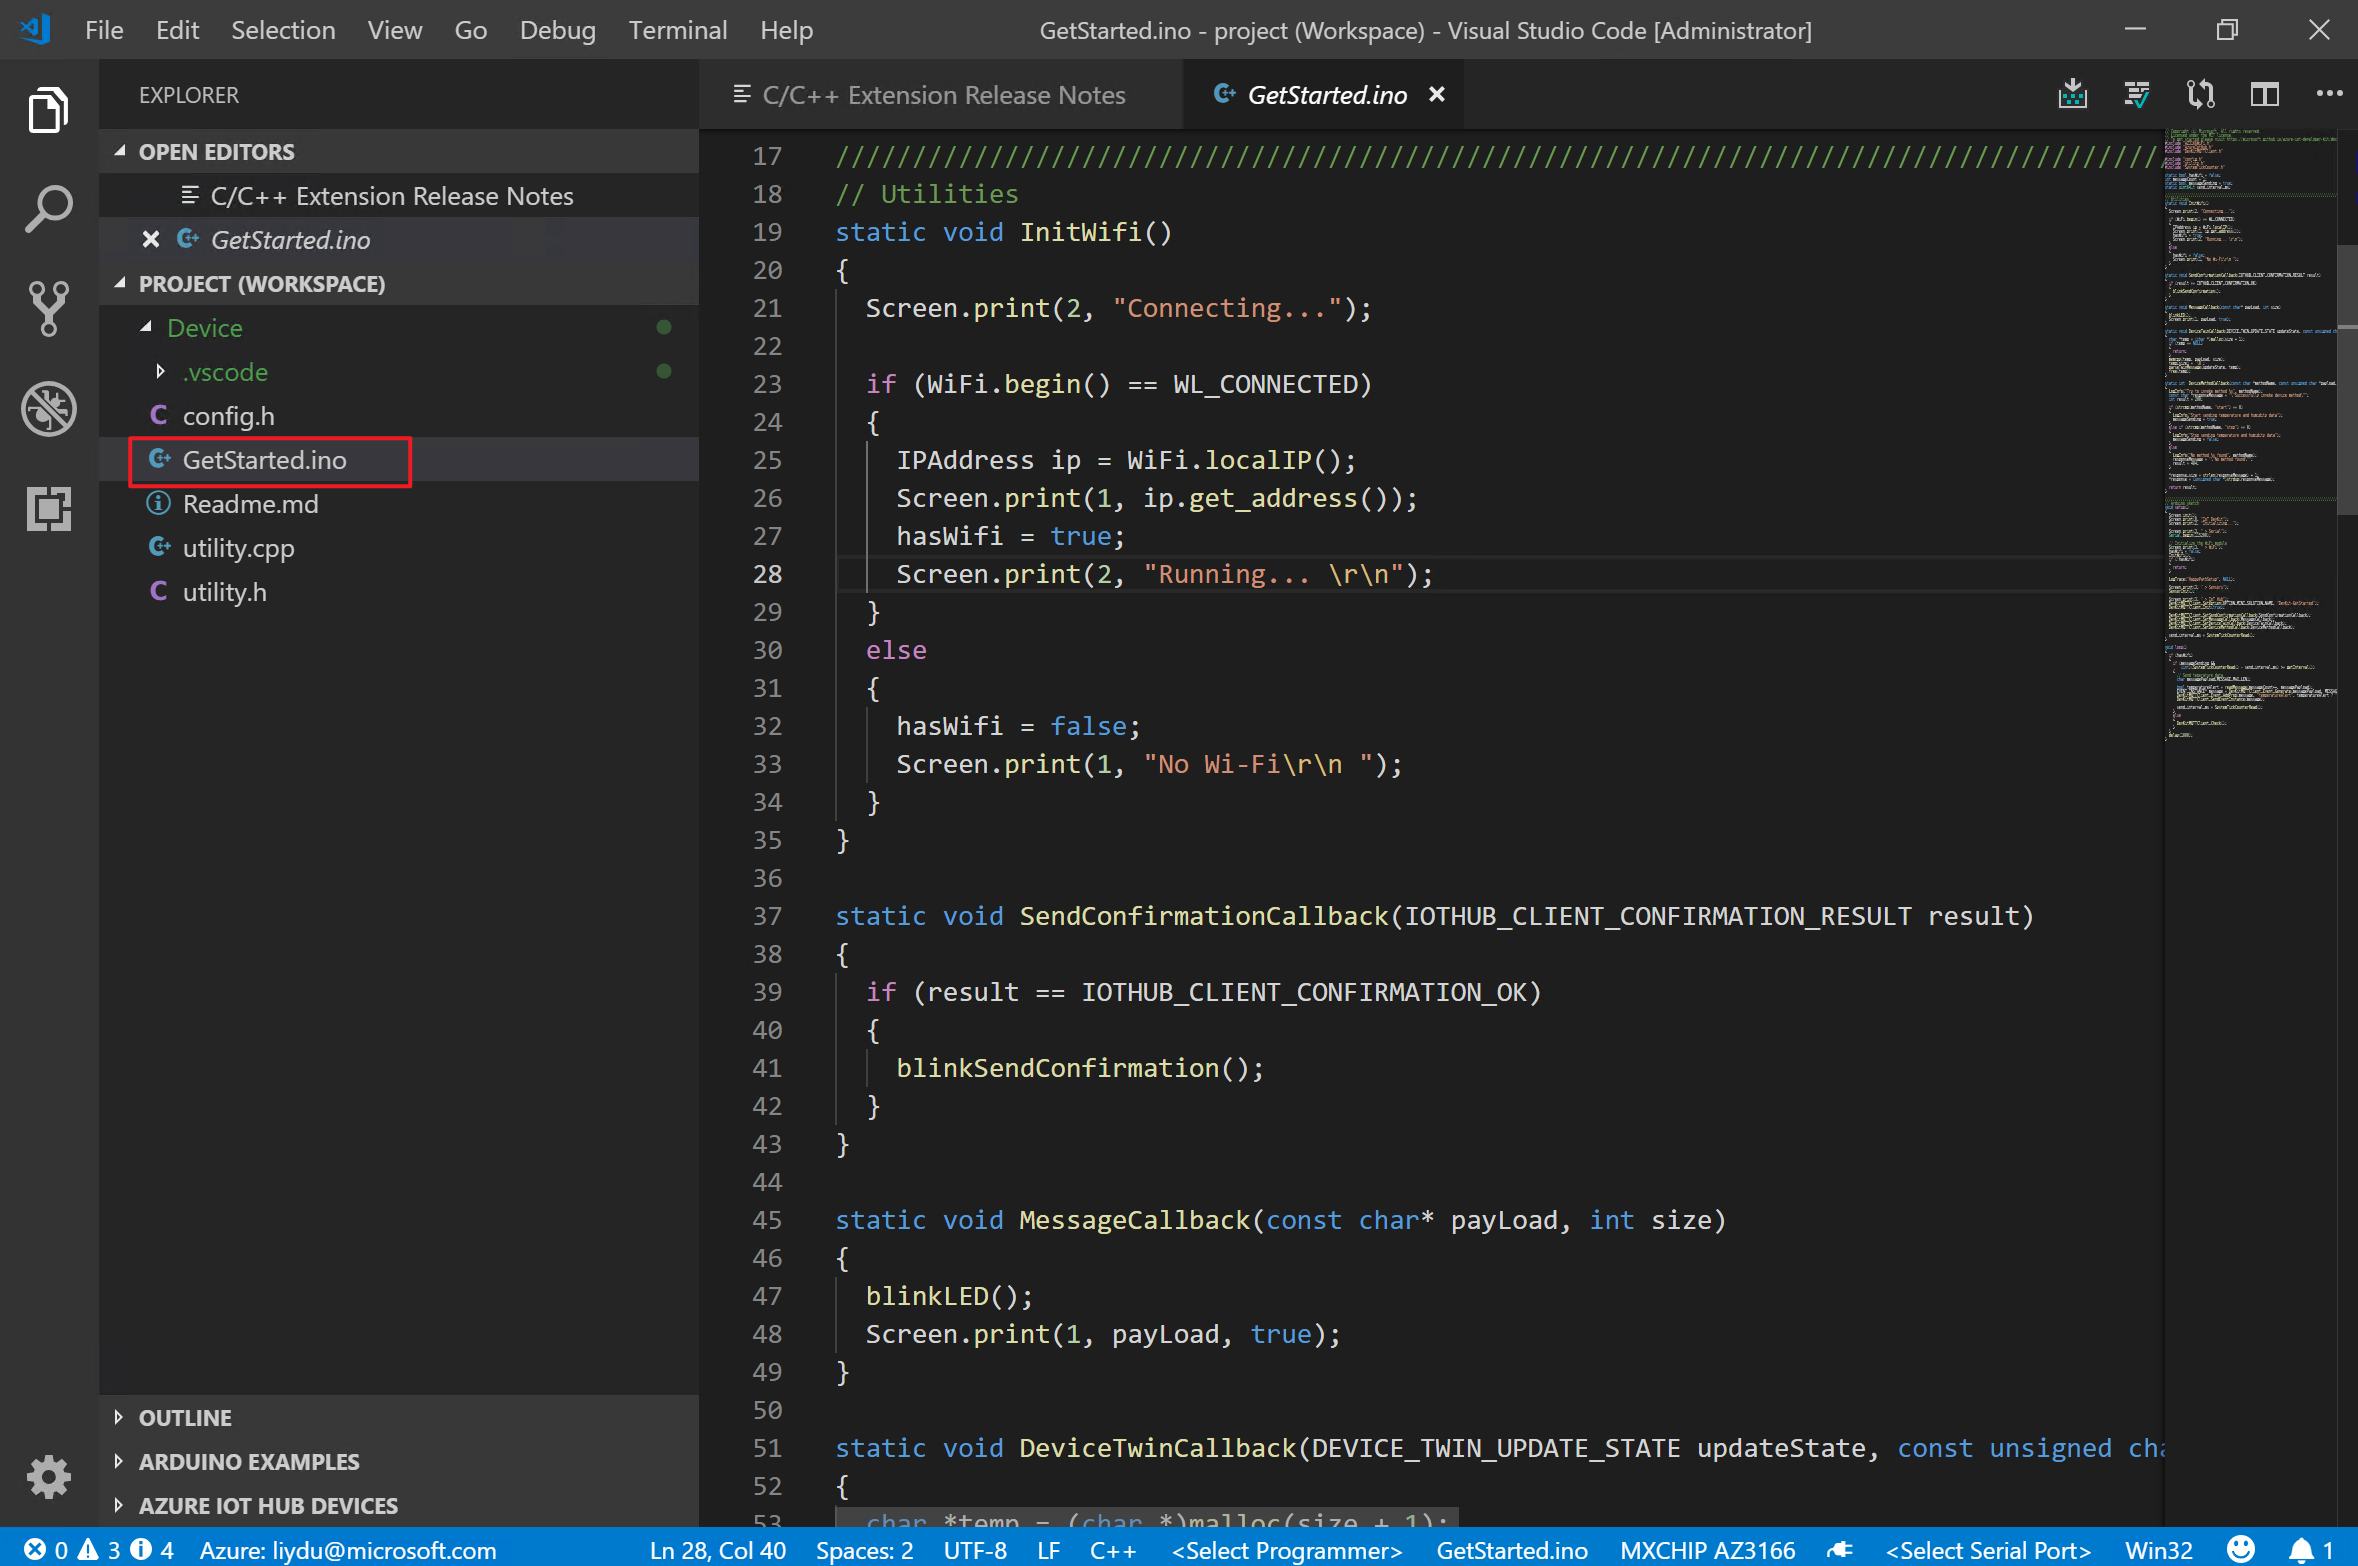 File Edit Selection View Go Debug Terminal Help
GetStarted.ino - project (Workspace) - Visual Studio Code [Administrator]
EXPLORER
OPEN EDITORS
C/C++ Extension Release Notes
GetStarted.ino
PROJECT (WORKSPACE)
Device
.vscode
config.h
GetStarted.ino
Readme.md
utility.cpp
utility.h
OUTLINE
ARDUINO EXAMPLES
AZURE IOT HUB DEVICES
C/C++ Extension Release Notes
GetStarted.ino
17 //////////////////////////////////////////////////////////////////////////////////////
18 // Utilities
19 static void InitWifi()
20 {
21   Screen.print(2, "Connecting...");
22
23   if (WiFi.begin() == WL_CONNECTED)
24   {
25     IPAddress ip = WiFi.localIP();
26     Screen.print(1, ip.get_address());
27     hasWifi = true;
28     Screen.print(2, "Running... \r\n");
29   }
30   else
31   {
32     hasWifi = false;
33     Screen.print(1, "No Wi-Fi\r\n ");
34   }
35 }
36
37 static void SendConfirmationCallback(IOTHUB_CLIENT_CONFIRMATION_RESULT result)
38 {
39   if (result == IOTHUB_CLIENT_CONFIRMATION_OK)
40   {
41     blinkSendConfirmation();
42   }
43 }
44
45 static void MessageCallback(const char* payLoad, int size)
46 {
47   blinkLED();
48   Screen.print(1, payLoad, true);
49 }
50
51 static void DeviceTwinCallback(DEVICE_TWIN_UPDATE_STATE updateState, const unsigned cha
52 {
53   char *temp = (char *)malloc(size + 1);
0 3 4 Azure: liydu@microsoft.com
Ln 28, Col 40 Spaces: 2 UTF-8 LF C++ <Select Programmer> GetStarted.ino MXCHIP AZ3166 <Select Serial Port> Win32 1